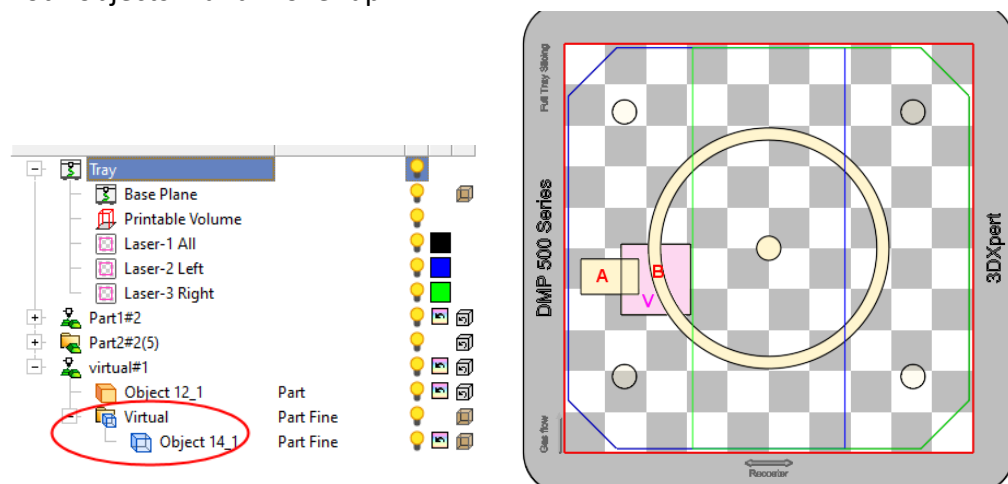 Tray
Base Plane
Printable Volume
Laser-1 All
Laser-2 Left
Laser-3 Right
Part1#2
Part2#2(5)
virtual#1
Object 12_1 Part
Virtual Part Fine
Object 14_1 Part Fine
Full Tray Slicing
DMP 500 Series
Gas flow
A
B
V
3DXpert
Recoater